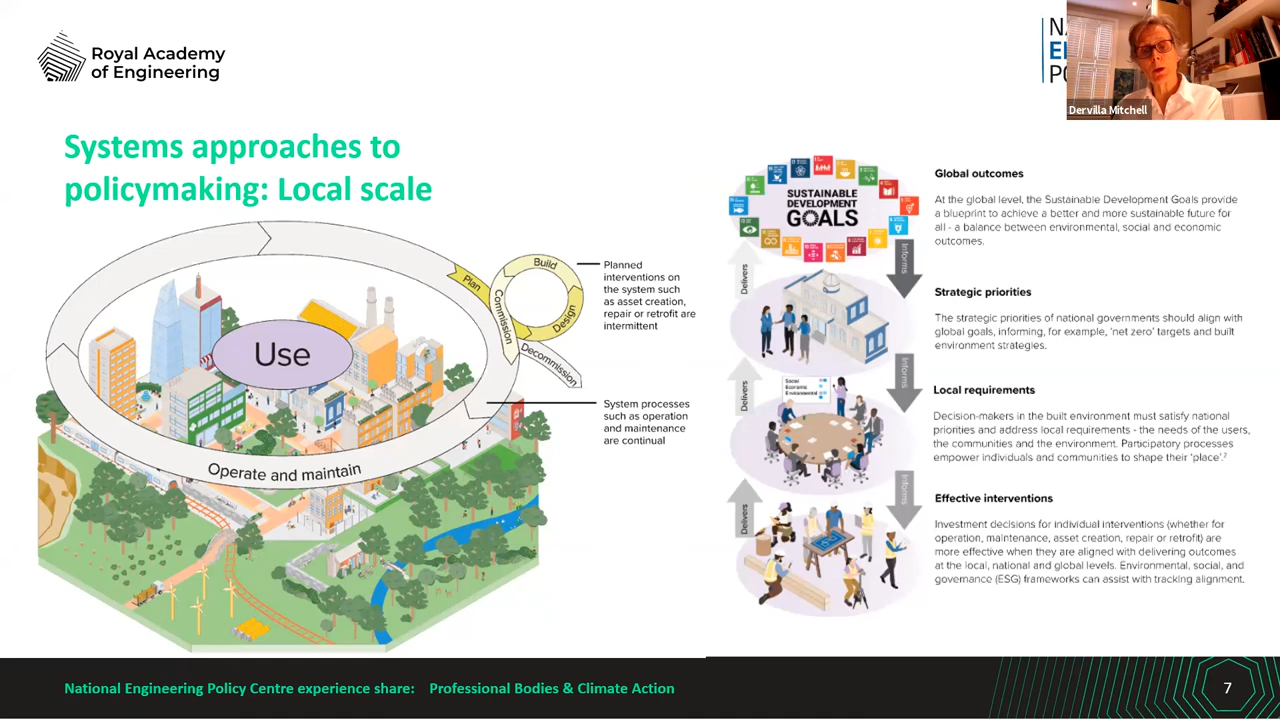 Royal Academy
of Engineering
Dervilla Mitchell
Systems approaches to
policymaking: Local scale
Use
Operate and maintain
Plan
Build
Design
Commission
Decommission
Planned
interventions on
the system such
as asset creation,
repair or retrofit are
intermittent
System processes
such as operation
and maintenance
are continual
SUSTAINABLE
DEVELOPMENT
GOALS
Delivers
Informs
Social
Economic
Environmental
Delivers
Informs
Delivers
Informs
Global outcomes
At the global level, the Sustainable Development Goals provide
a blueprint to achieve a better and more sustainable future for
all - a balance between environmental, social and economic
outcomes.
Strategic priorities
The strategic priorities of national governments should align with
global goals, informing, for example, ‘net zero’ targets and built
environment strategies.
Local requirements
Decision-makers in the built environment must satisfy national
priorities and address local requirements - the needs of the users,
the communities and the environment. Participatory processes
empower individuals and communities to shape their ‘place’.7
Effective interventions
Investment decisions for individual interventions (whether for
operation, maintenance, asset creation, repair or retrofit) are
more effective when they are aligned with delivering outcomes
at the local, national and global levels. Environmental, social, and
governance (ESG) frameworks can assist with tracking alignment.
National Engineering Policy Centre experience share: Professional Bodies & Climate Action
7